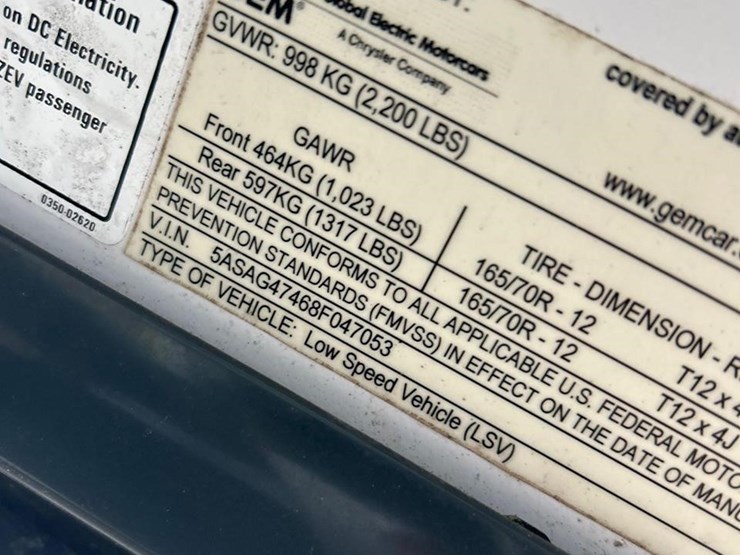 on DC Electricity.
regulations
ZEV passenger
0350-02620
EM
Global Electric Motorcars
A Chrysler Company
GVWR: 998 KG (2,200 LBS)
covered by
www.gemcar.
GAWR
TIRE - DIMENSION - R
Front 464KG (1,023 LBS)
165/70R - 12
T12 x 4
Rear 597KG (1317 LBS)
165/70R - 12
T12 x 4J
THIS VEHICLE CONFORMS TO ALL APPLICABLE U.S. FEDERAL MOTO
PREVENTION STANDARDS (FMVSS) IN EFFECT ON THE DATE OF MANU
V.I.N. 5ASAG47468F047053
TYPE OF VEHICLE: Low Speed Vehicle (LSV)